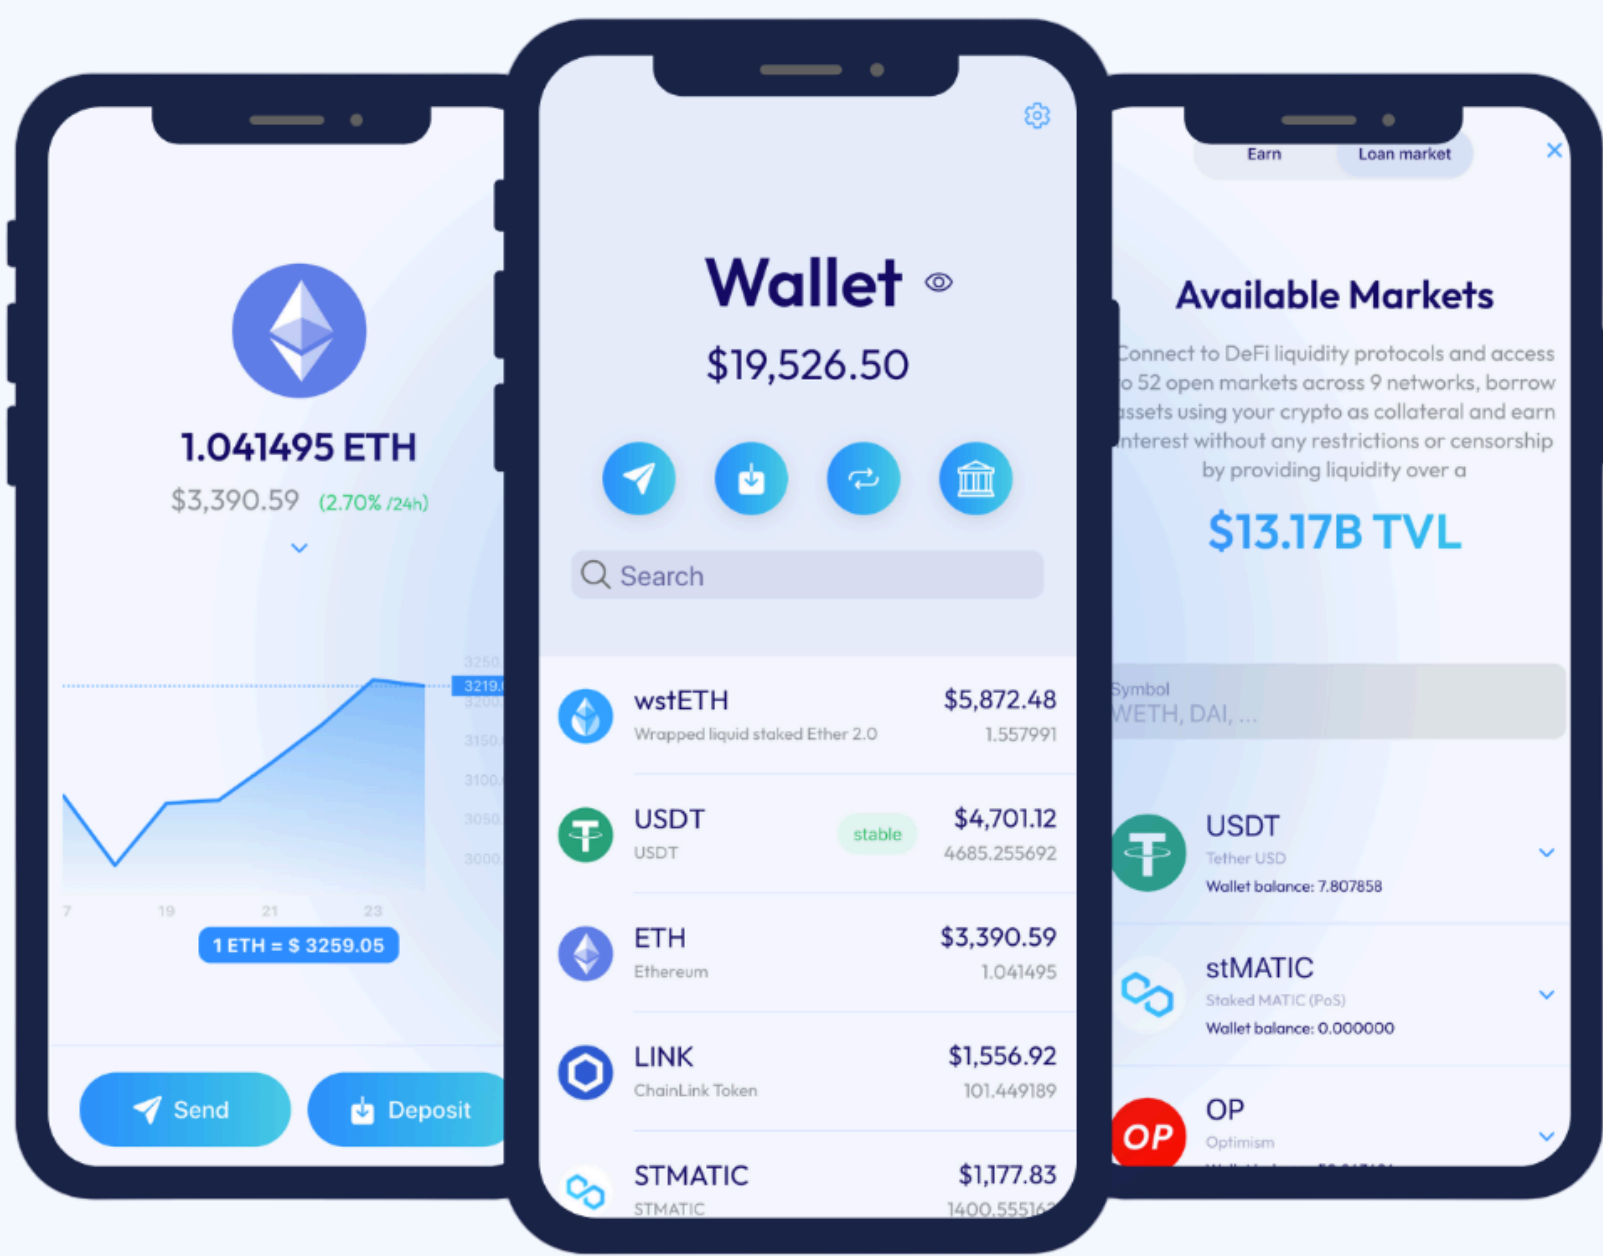 1.041495 ETH
$3,390.59 (2.70% /24h)
3250.
3219.
3200.
3150.
3100.
3050.
3000.
7 19 21 23
1 ETH = $ 3259.05
Send Deposit
Wallet
$19,526.50
Search
wstETH $5,872.48
Wrapped liquid staked Ether 2.0 1.557991
USDT stable $4,701.12
USDT 4685.255692
ETH $3,390.59
Ethereum 1.041495
LINK $1,556.92
ChainLink Token 101.449189
STMATIC $1,177.83
STMATIC 1400.55516
Earn Loan market
Available Markets
Connect to DeFi liquidity protocols and access
o 52 open markets across 9 networks, borrow
assets using your crypto as collateral and earn
nterest without any restrictions or censorship
by providing liquidity over a
$13.17B TVL
Symbol
WETH, DAI, ...
USDT
Tether USD
Wallet balance: 7.807858
stMATIC
Staked MATIC (PoS)
Wallet balance: 0.000000
OP
OP
Optimism